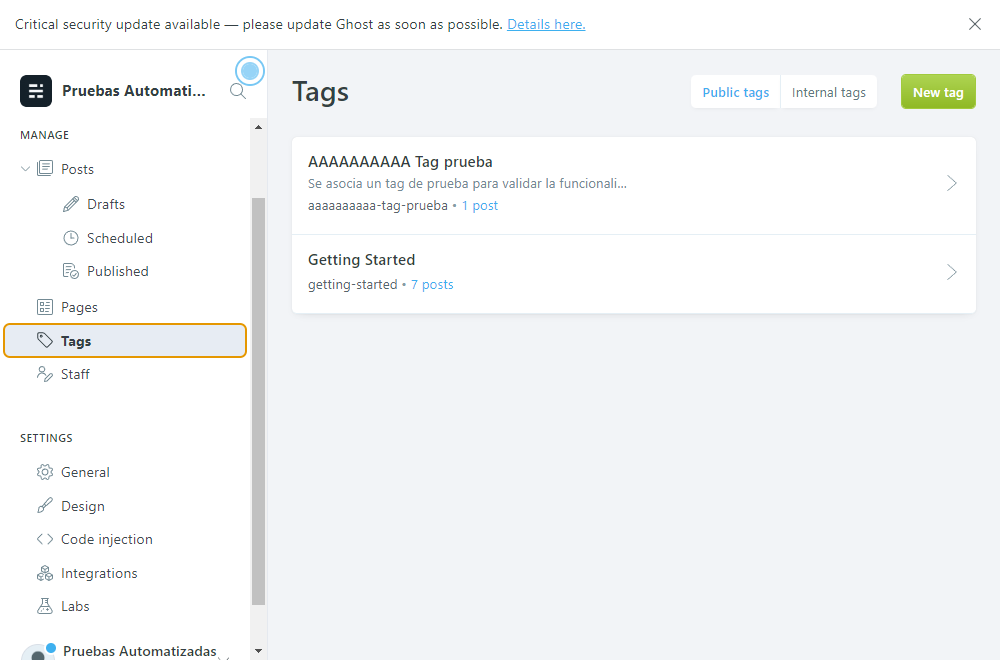 Critical security update available — please update Ghost as soon as possible. Details here.
Pruebas Automati...
MANAGE
Posts
Drafts
Scheduled
Published
Pages
Tags
Staff
SETTINGS
General
Design
Code injection
Integrations
Labs
Pruebas Automatizadas
Tags
Public tags
Internal tags
New tag
AAAAAAAAAA Tag prueba
Se asocia un tag de prueba para validar la funcionali...
aaaaaaaaaa-tag-prueba • 1 post
Getting Started
getting-started • 7 posts